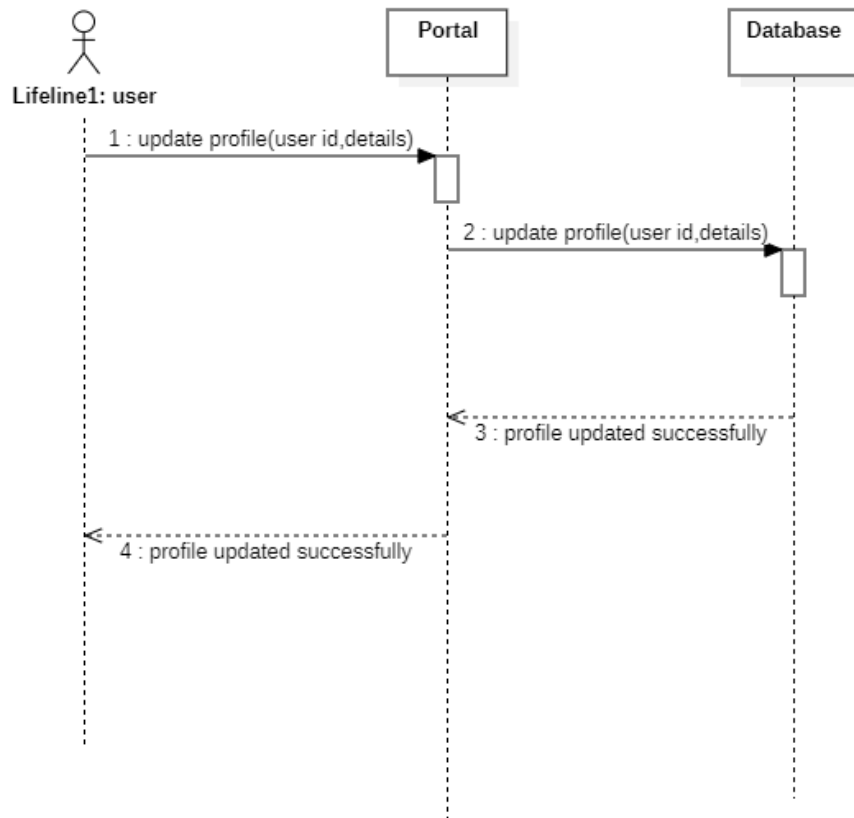 Portal
Database
Lifeline1: user
1 : update profile(user id,details)
2 : update profile(user id,details)
3 : profile updated successfully
4 : profile updated successfully